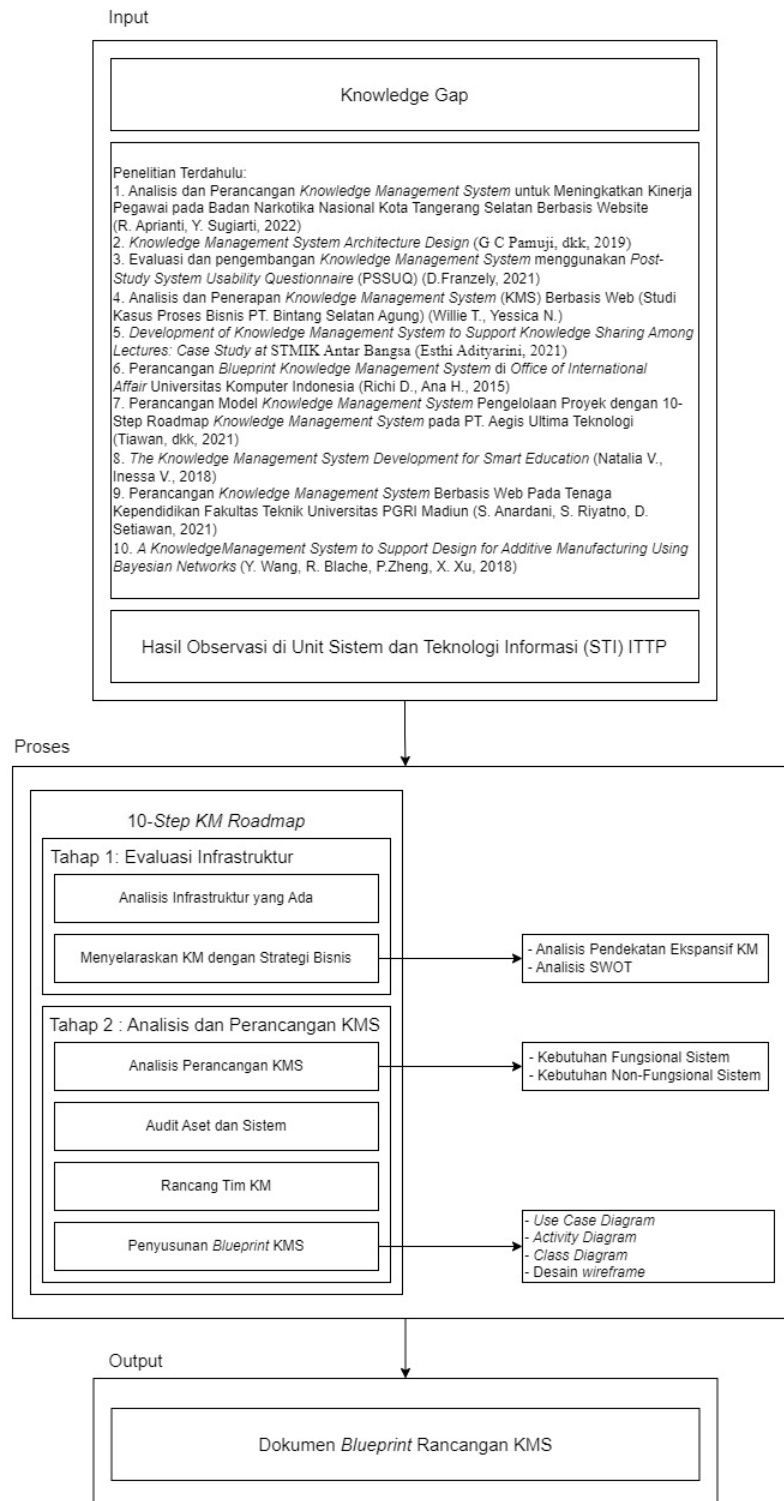 Input
Knowledge Gap
Penelitian Terdahulu:
1. Analisis dan Perancangan Knowledge Management System untuk Meningkatkan Kinerja
Pegawai pada Badan Narkotika Nasional Kota Tangerang Selatan Berbasis Website
(R. Aprianti, Y. Sugiarti, 2022)
2. Knowledge Management System Architecture Design (G C Pamuji, dkk, 2019)
3. Evaluasi dan pengembangan Knowledge Management System menggunakan Post-
Study System Usability Questionnaire (PSSUQ) (D.Franzely, 2021)
4. Analisis dan Penerapan Knowledge Management System (KMS) Berbasis Web (Studi
Kasus Proses Bisnis PT. Bintang Selatan Agung) (Willie T., Yessica N.)
5. Development of Knowledge Management System to Support Knowledge Sharing Among
Lectures: Case Study at STMIK Antar Bangsa (Esthi Adityarini, 2021)
6. Perancangan Blueprint Knowledge Management System di Office of International
Affair Universitas Komputer Indonesia (Richi D., Ana H., 2015)
7. Perancangan Model Knowledge Management System Pengelolaan Proyek dengan 10-
Step Roadmap Knowledge Management System pada PT. Aegis Ultima Teknologi
(Tiawan, dkk, 2021)
8. The Knowledge Management System Development for Smart Education (Natalia V.,
Inessa V., 2018)
9. Perancangan Knowledge Management System Berbasis Web Pada Tenaga
Kependidikan Fakultas Teknik Universitas PGRI Madiun (S. Anardani, S. Riyatno, D.
Setiawan, 2021)
10. A KnowledgeManagement System to Support Design for Additive Manufacturing Using
Bayesian Networks (Y. Wang, R. Blache, P.Zheng, X. Xu, 2018)
Hasil Observasi di Unit Sistem dan Teknologi Informasi (STI) ITTP
Proses
10-Step KM Roadmap
Tahap 1: Evaluasi Infrastruktur
Analisis Infrastruktur yang Ada
Menyelaraskan KM dengan Strategi Bisnis
- Analisis Pendekatan Ekspansif KM
- Analisis SWOT
Tahap 2 : Analisis dan Perancangan KMS
Analisis Perancangan KMS
- Kebutuhan Fungsional Sistem
- Kebutuhan Non-Fungsional Sistem
Audit Aset dan Sistem
Rancang Tim KM
Penyusunan Blueprint KMS
- Use Case Diagram
- Activity Diagram
- Class Diagram
- Desain wireframe
Output
Dokumen Blueprint Rancangan KMS